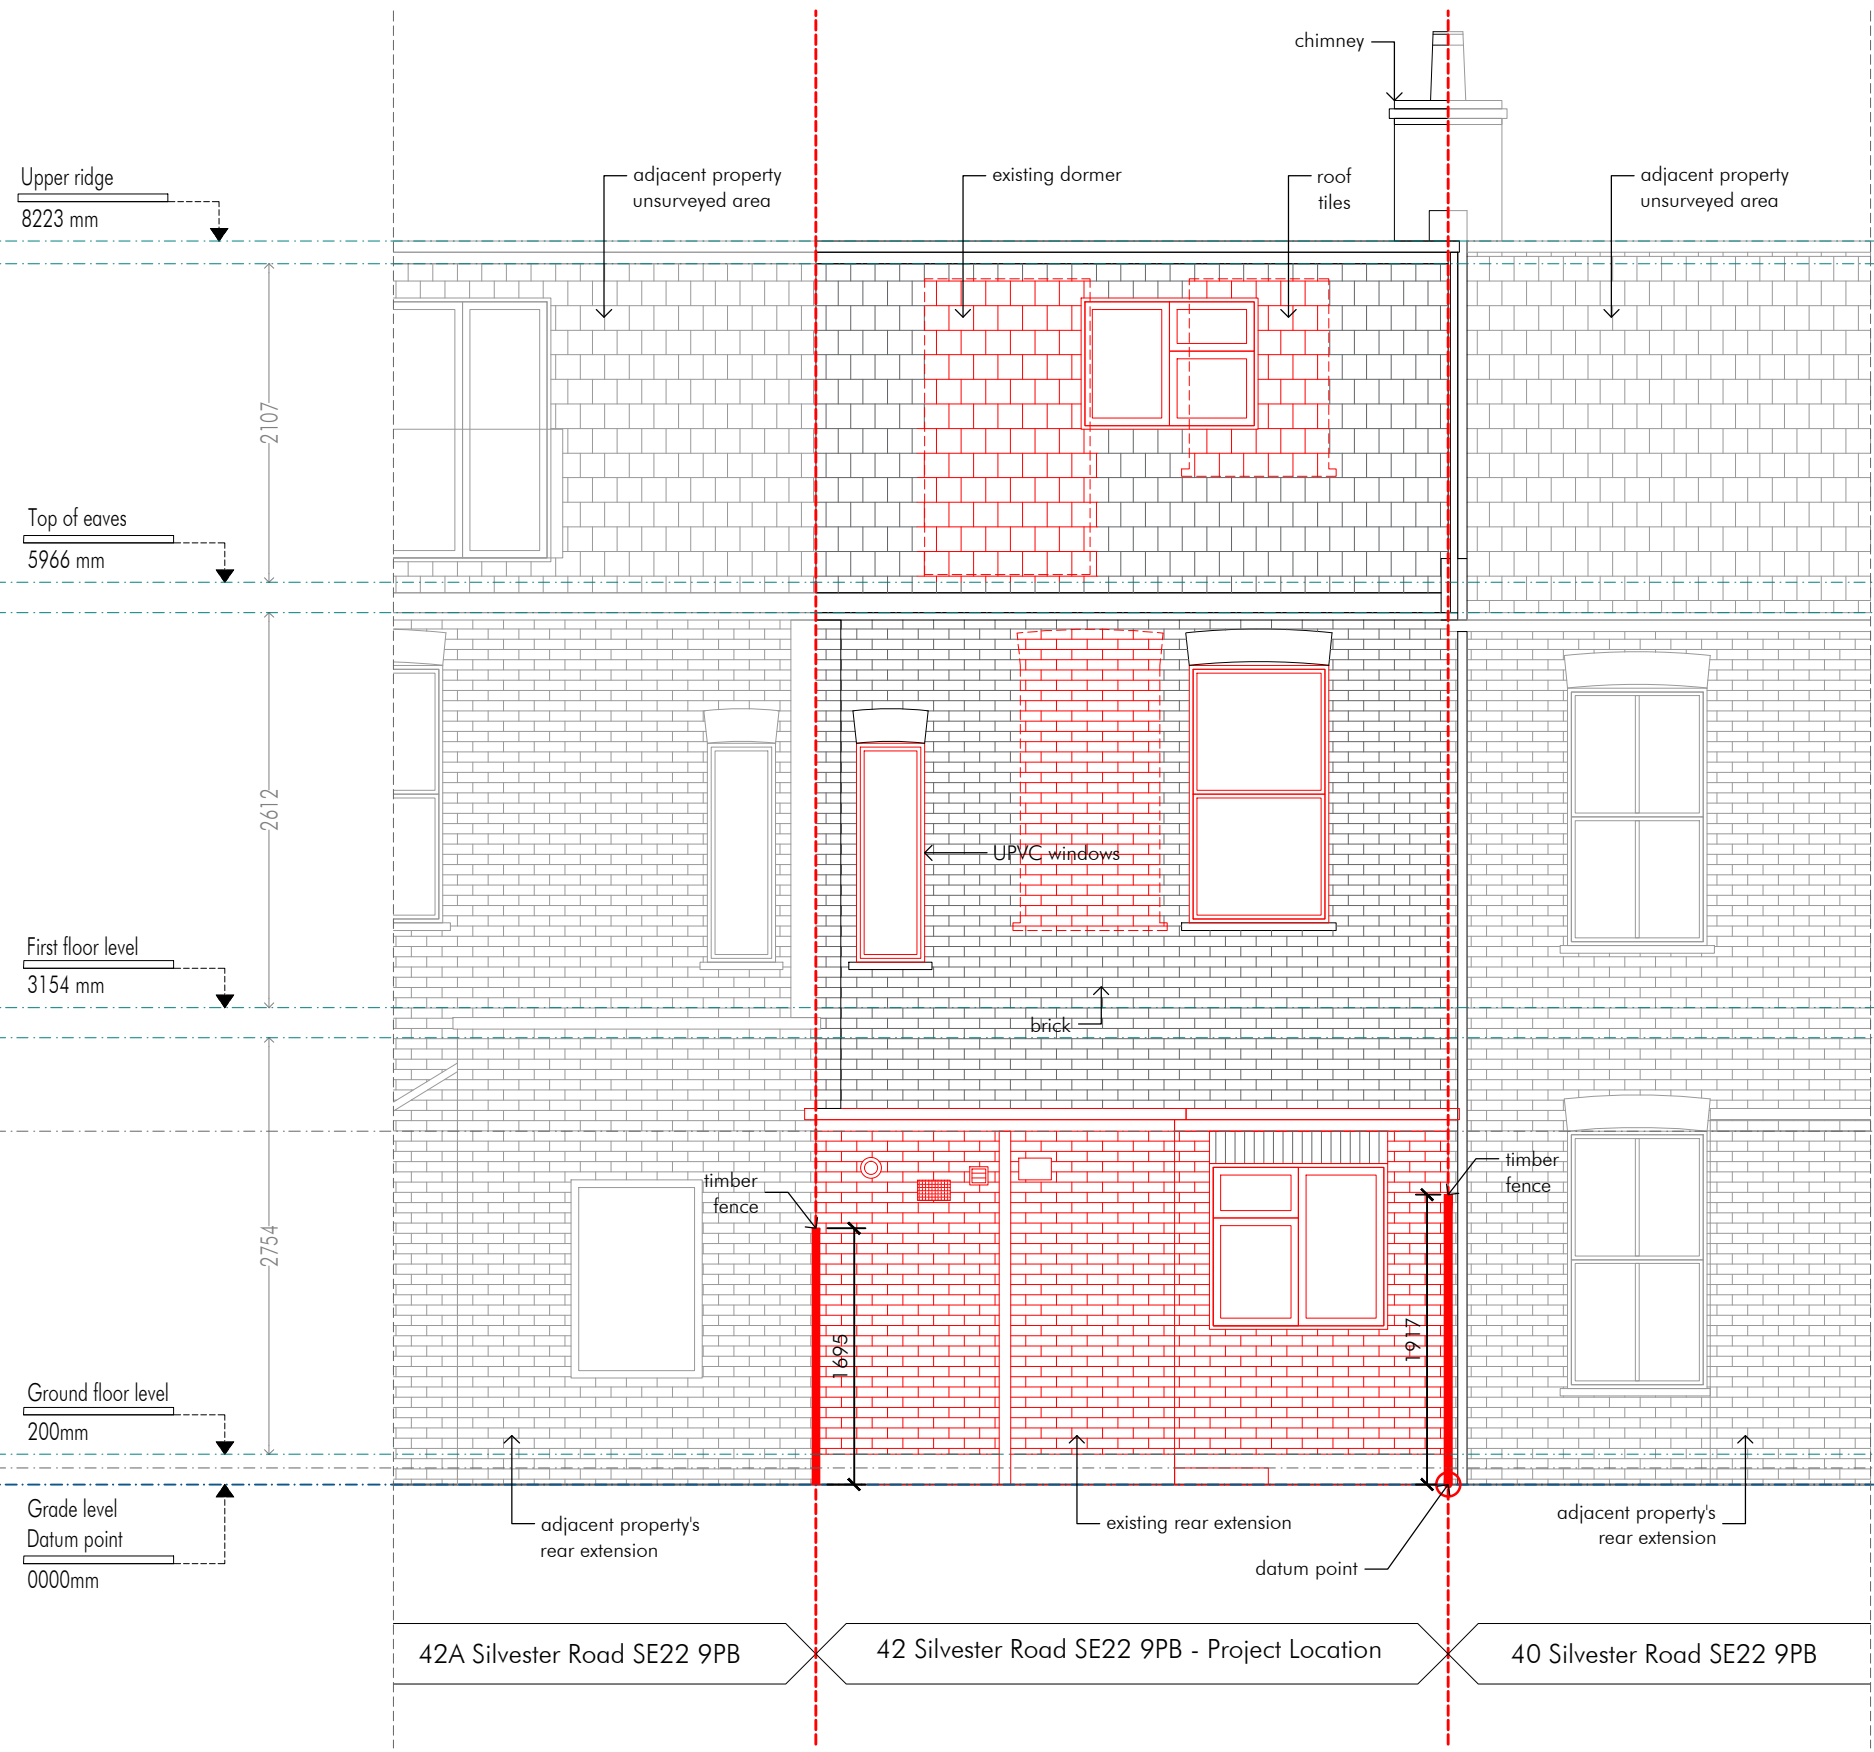 chimney
Upper ridge
8223 mm
adjacent property
unsurveyed area
existing dormer
roof
tiles
adjacent property
unsurveyed area
2107
Top of eaves
5966 mm
2612
UPVC windows
First floor level
3154 mm
brick
timber
fence
timber
fence
2754
1695
1917
Ground floor level
200mm
Grade level
Datum point
0000mm
adjacent property's
rear extension
existing rear extension
datum point
adjacent property's
rear extension
42A Silvester Road SE22 9PB
42 Silvester Road SE22 9PB - Project Location
40 Silvester Road SE22 9PB